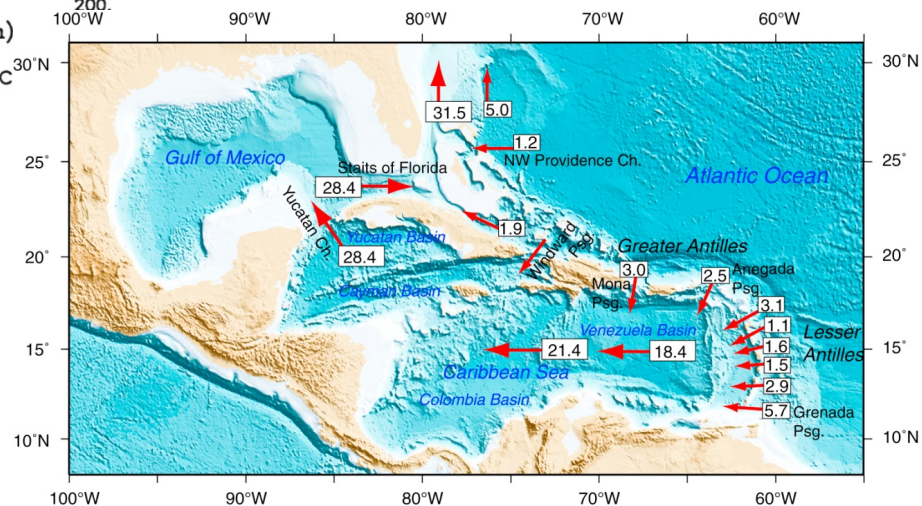 200.
)
C
100°W
90°W
80°W
70°W
60°W
30°N
30°N
31.5
5.0
1.2
NW Providence Ch.
25°
25°
Gulf of Mexico
Staits of Florida
28.4
Atlantic Ocean
Yucatan Ch.
1.9
Yucatan Basin
28.4
Windward
Psg.
Greater Antilles
20°
20°
3.0
2.5
Anegada
Psg.
Mona
Psg.
Cayman Basin
3.1
1.1
Venezuela Basin
Lesser
Antilles
1.6
15°
15°
21.4
18.4
1.5
Caribbean Sea
2.9
Colombia Basin
5.7
Grenada
Psg.
10°N
10°N
100°W
90°W
80°W
70°W
60°W